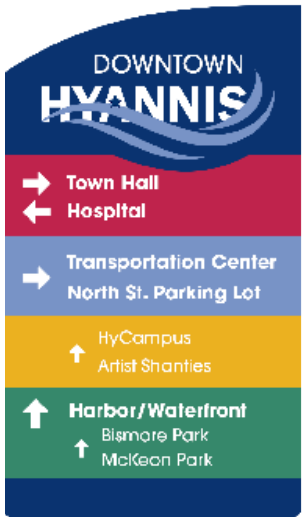 DOWNTOWN
HYANNIS
Town Hall
Hospital
Transportation Center
North St. Parking Lot
HyCampus
Artist Shanties
Harbor/Waterfront
Bismore Park
McKeon Park